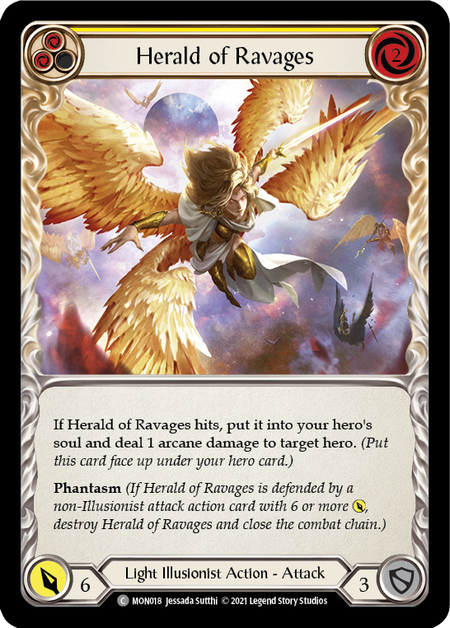 Herald of Ravages
2
If Herald of Ravages hits, put it into your hero's
soul and deal 1 arcane damage to target hero. (Put
this card face up under your hero card.)
Phantasm (If Herald of Ravages is defended by a
non-Illusionist attack action card with 6 or more ,
destroy Herald of Ravages and close the combat chain.)
6
Light Illusionist Action - Attack
3
C MON018 Jessada Sutthi © 2021 Legend Story Studios